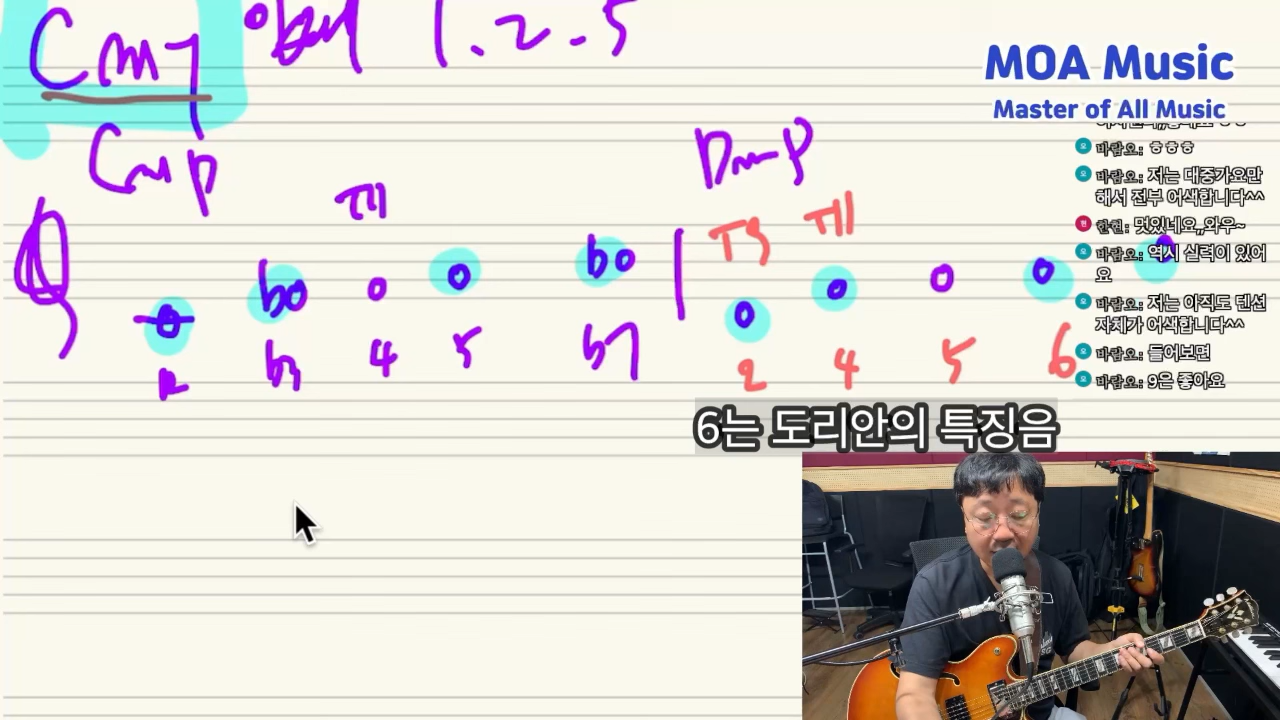 Cm7 1.2.5
MOA Music
Master of All Music
Cmp
Dmp
바람오: ㅎㅎㅎ
바람오: 저는 대중가요만
해서 전부 어색합니다^^
한헌: 멋있네요,,와우~
바람오: 역시 실력이 있어
요
바람오: 저는 아직도 텐션
자체가 어색합니다^^
바람오: 들어보면
바람오: 9은 좋아요
T11
T9 T11
b b b
R b3 4 5 b7 2 4 5 6
6는 도리안의 특징음